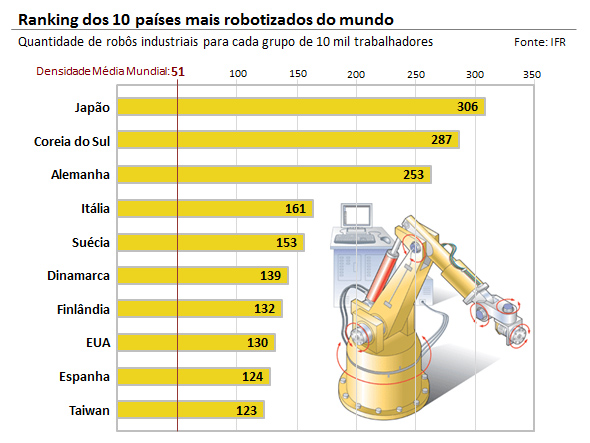 Ranking dos 10 países mais robotizados do mundo
Quantidade de robôs industriais para cada grupo de 10 mil trabalhadores Fonte: IFR
Densidade Média Mundial: 51 100 150 200 250 300 350
Japão 306
Coreia do Sul 287
Alemanha 253
Itália 161
Suécia 153
Dinamarca 139
Finlândia 132
EUA 130
Espanha 124
Taiwan 123